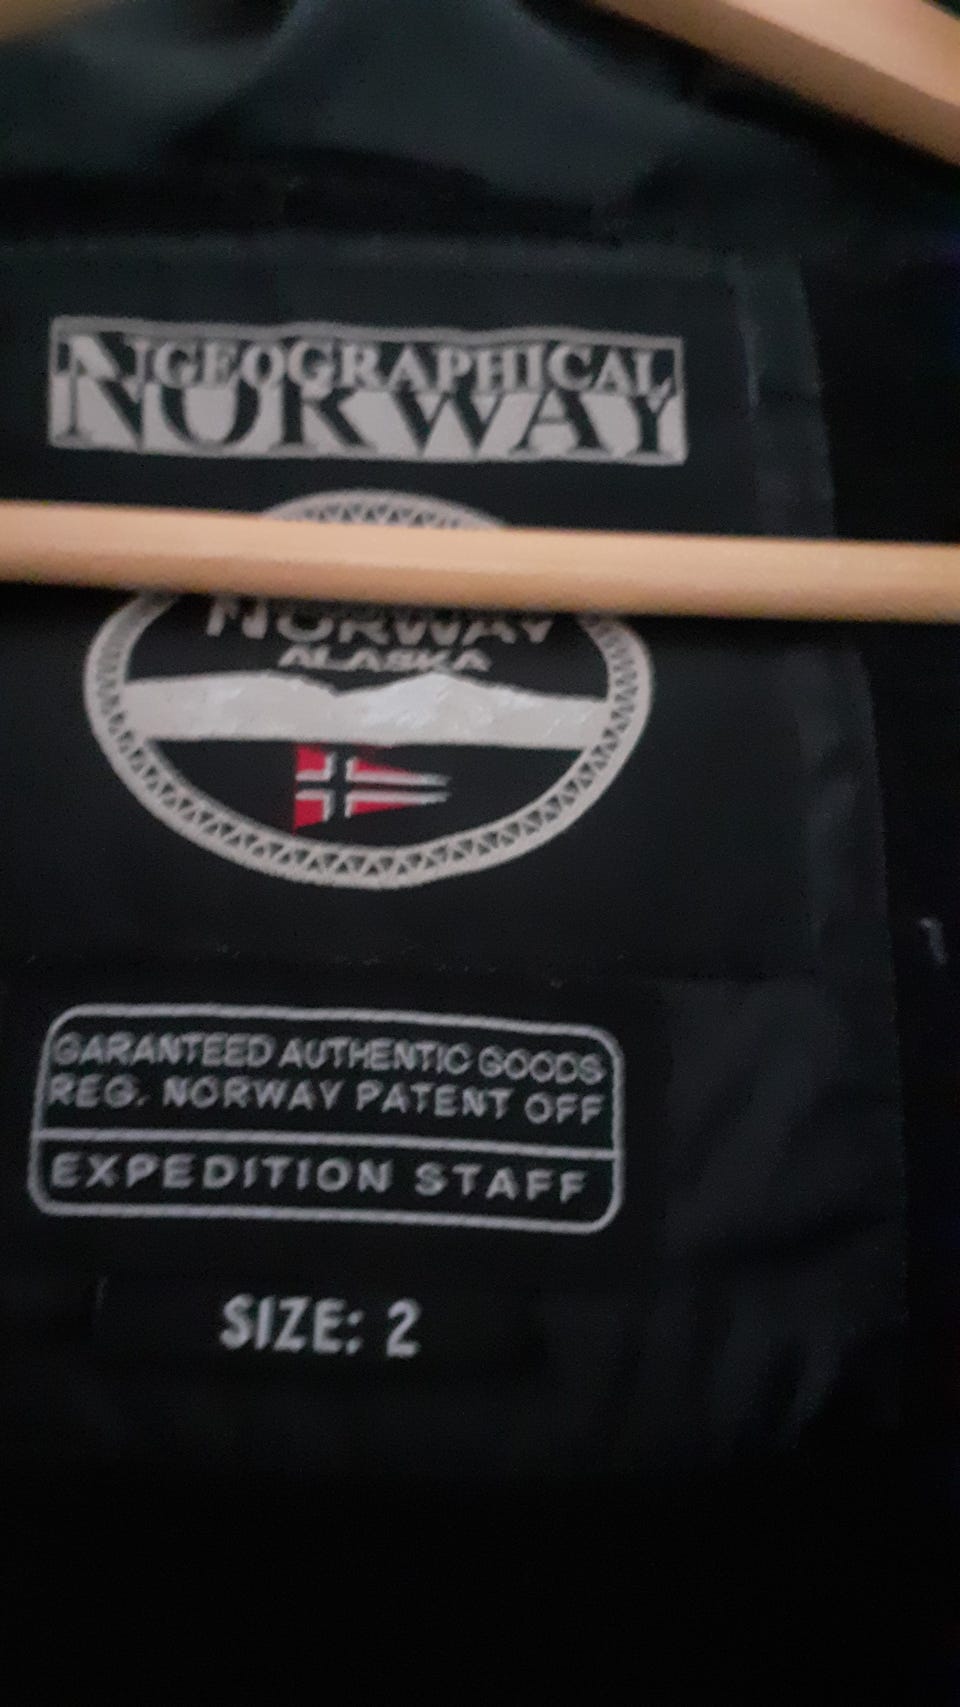 GEOGRAPHICAL
NORWAY
NORWAY
ALASKA
GARANTEED AUTHENTIC GOODS
REG. NORWAY PATENT OFF
EXPEDITION STAFF
SIZE: 2